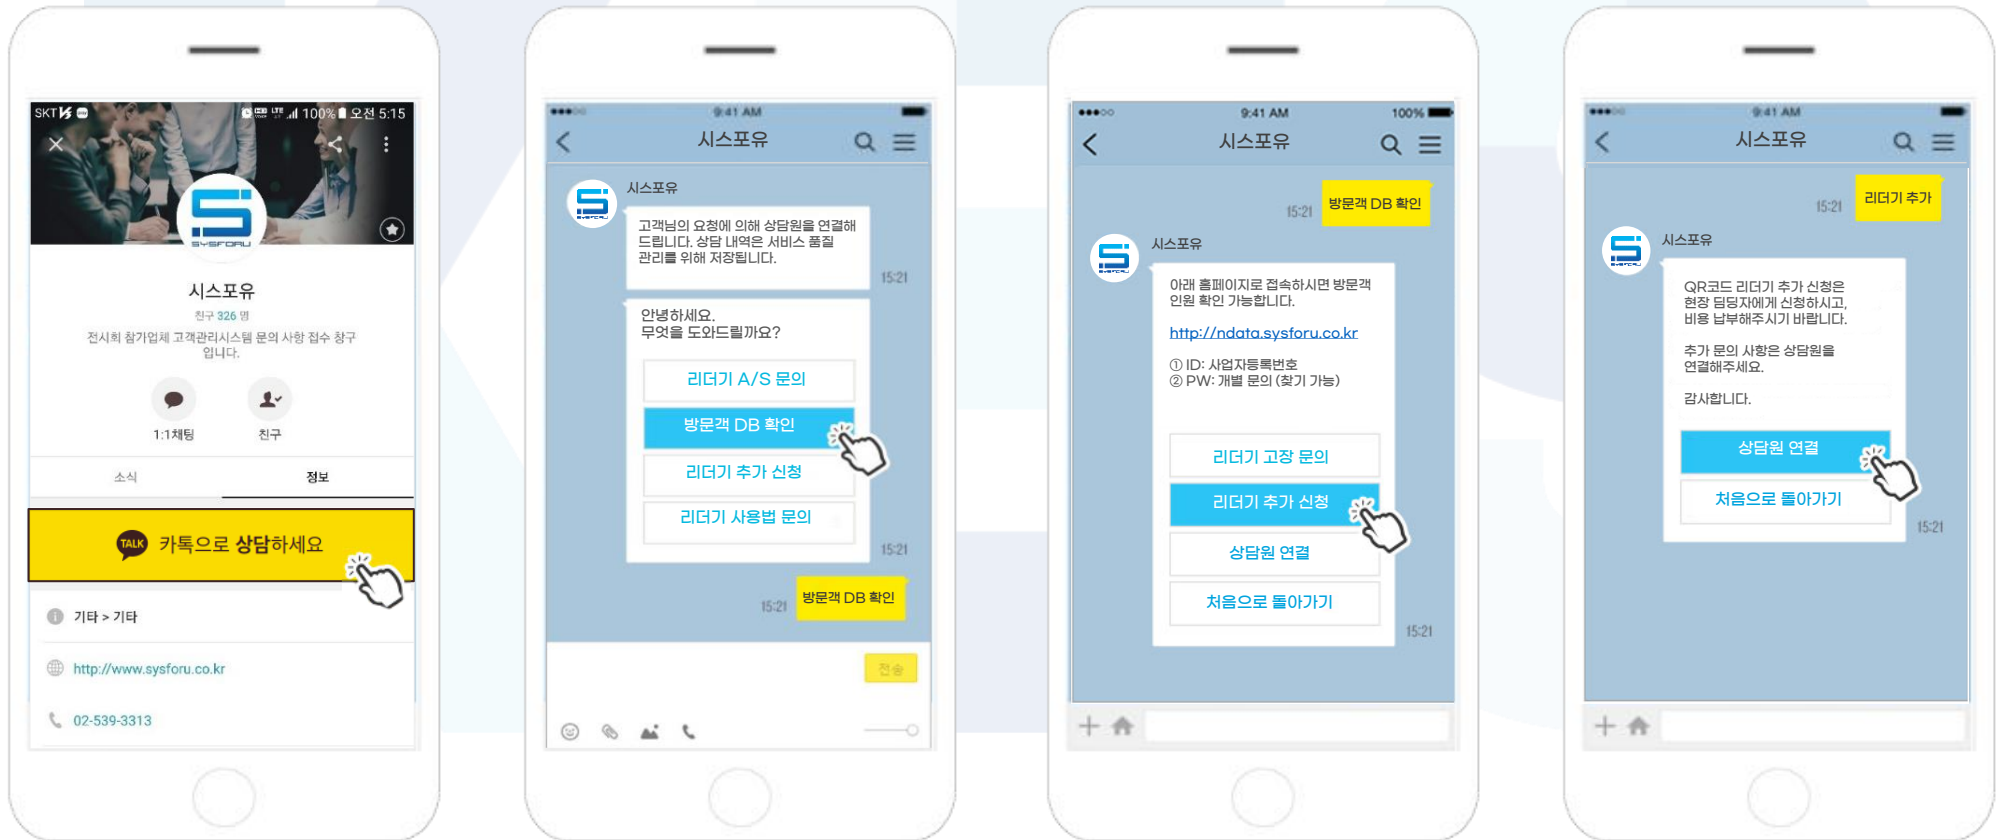 SKT
LTE
100% 오전 5:15
SYSFORU
시스포유
친구 326 명
전시회 참가업체 고객관리시스템 문의 사항 접수 창구
입니다.
1:1채팅
친구
소식
정보
TALK 카톡으로 상담하세요
기타 > 기타
http://www.sysforu.co.kr
02-539-3313
9:41 AM
시스포유
시스포유
고객님의 요청에 의해 상담원을 연결해
드립니다. 상담 내역은 서비스 품질
관리를 위해 저장됩니다.
15:21
안녕하세요.
무엇을 도와드릴까요?
리더기 A/S 문의
방문객 DB 확인
리더기 추가 신청
리더기 사용법 문의
15:21
15:21 방문객 DB 확인
전송
9:41 AM 100%
시스포유
15:21 방문객 DB 확인
시스포유
아래 홈페이지로 접속하시면 방문객
인원 확인 가능합니다.
http://ndata.sysforu.co.kr
① ID: 사업자등록번호
② PW: 개별 문의 (찾기 가능)
리더기 고장 문의
리더기 추가 신청
상담원 연결
처음으로 돌아가기
15:21
9:41 AM
시스포유
15:21 리더기 추가
시스포유
QR코드 리더기 추가 신청은
현장 담당자에게 신청하시고,
비용 납부해주시기 바랍니다.
추가 문의 사항은 상담원을
연결해주세요.
감사합니다.
상담원 연결
처음으로 돌아가기
15:21